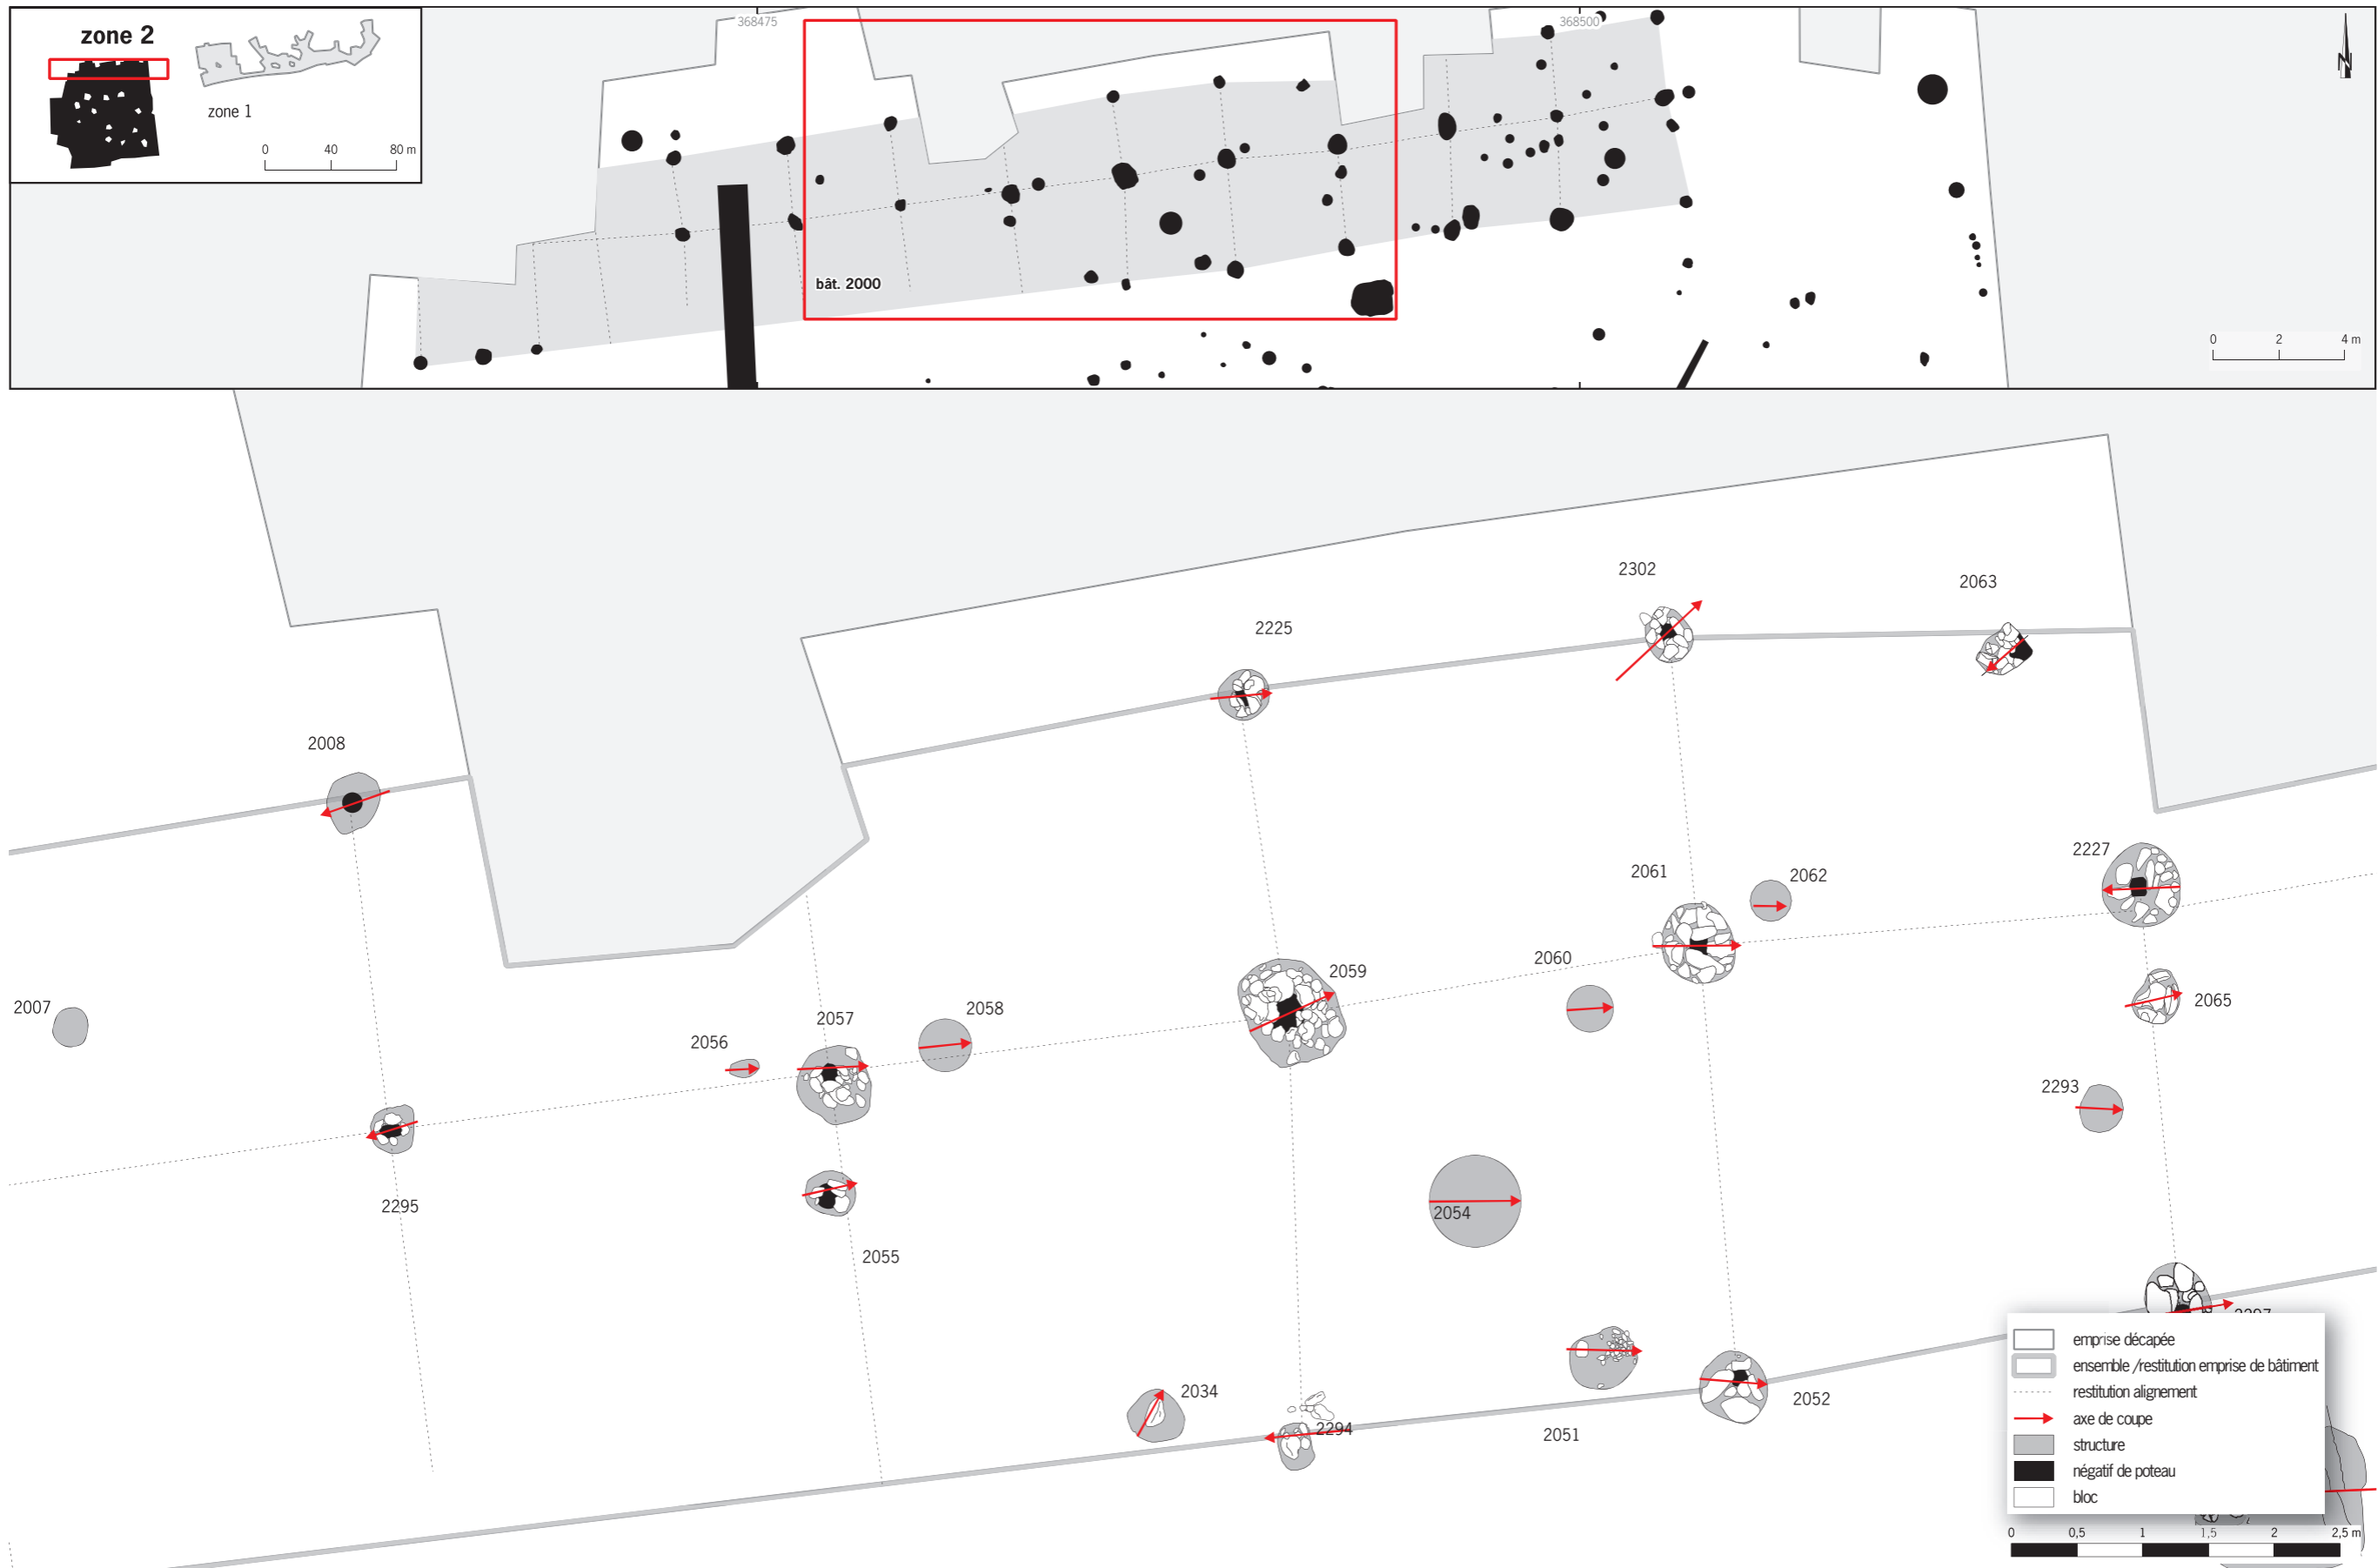 zone 2
zone 1
0 40 80 m
368475
368500
N
bât. 2000
0 2 4 m
2302
2063
2225
2008
2227
2061
2062
2059
2060
2007
2058
2057
2056
2065
2293
2295
2054
2055
2034
2052
2294
2051
emprise décapée
ensemble /restitution emprise de bâtiment
restitution alignement
axe de coupe
structure
négatif de poteau
bloc
0 0,5 1 1,5 2 2,5 m